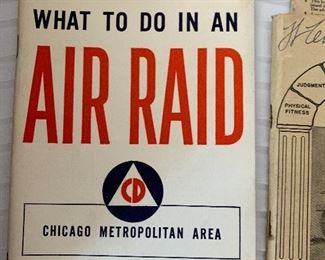 WHAT TO DO IN AN
AIR RAID
CD
CHICAGO METROPOLITAN AREA
JUDGMENT
PHYSICAL
FITNESS